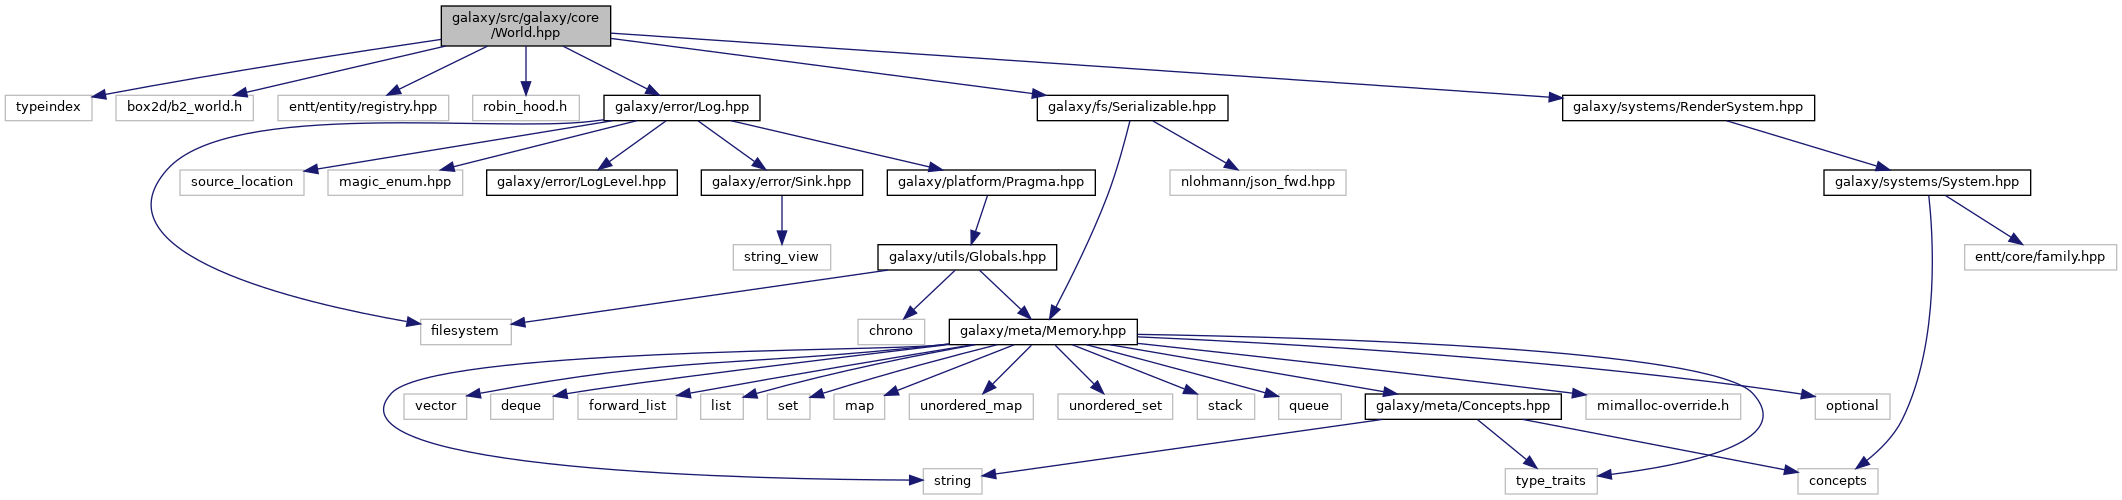 galaxy/src/galaxy/core
/World.hpp
typeindex
box2d/b2_world.h
entt/entity/registry.hpp
robin_hood.h
galaxy/error/Log.hpp
galaxy/fs/Serializable.hpp
galaxy/systems/RenderSystem.hpp
source_location
magic_enum.hpp
galaxy/error/LogLevel.hpp
galaxy/error/Sink.hpp
galaxy/platform/Pragma.hpp
nlohmann/json_fwd.hpp
galaxy/systems/System.hpp
string_view
galaxy/utils/Globals.hpp
entt/core/family.hpp
filesystem
chrono
galaxy/meta/Memory.hpp
vector
deque
forward_list
list
set
map
unordered_map
unordered_set
stack
queue
galaxy/meta/Concepts.hpp
mimalloc-override.h
optional
string
type_traits
concepts